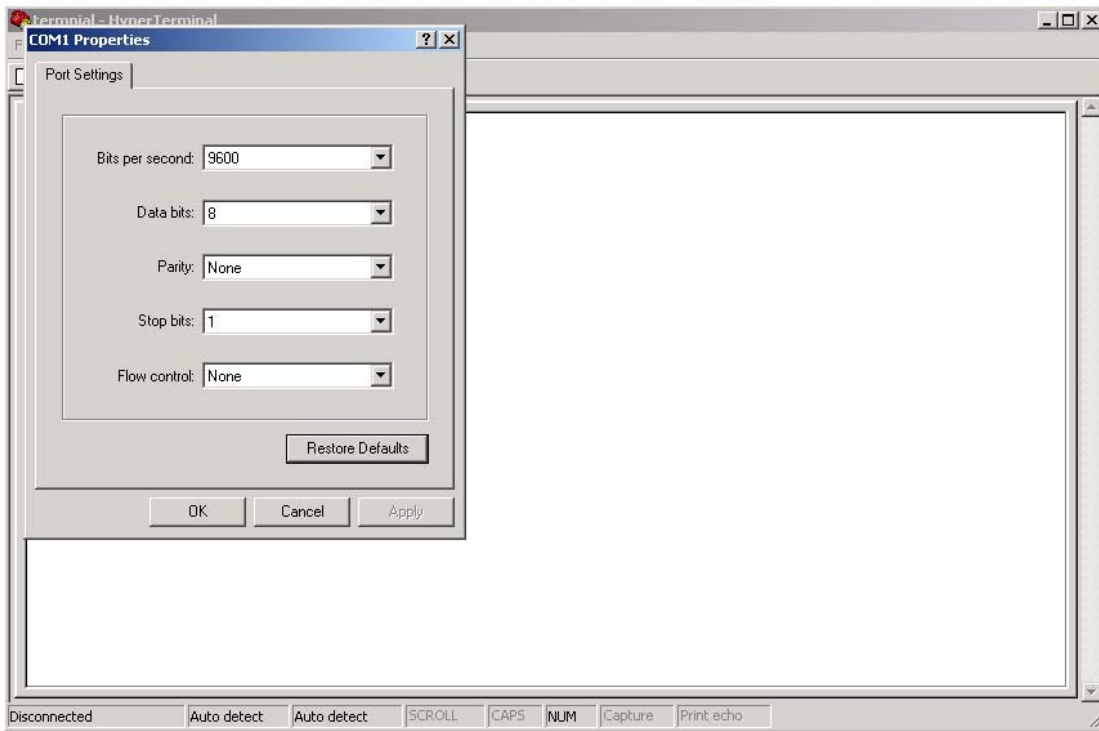 termpial - HyperTerminal
COM1 Properties
F
Port Settings
Bits per second: 9600
Data bits: 8
Parity: None
Stop bits: 1
Flow control: None
Restore Defaults
OK Cancel Apply
Disconnected Auto detect Auto detect SCROLL CAPS NUM Capture Print echo